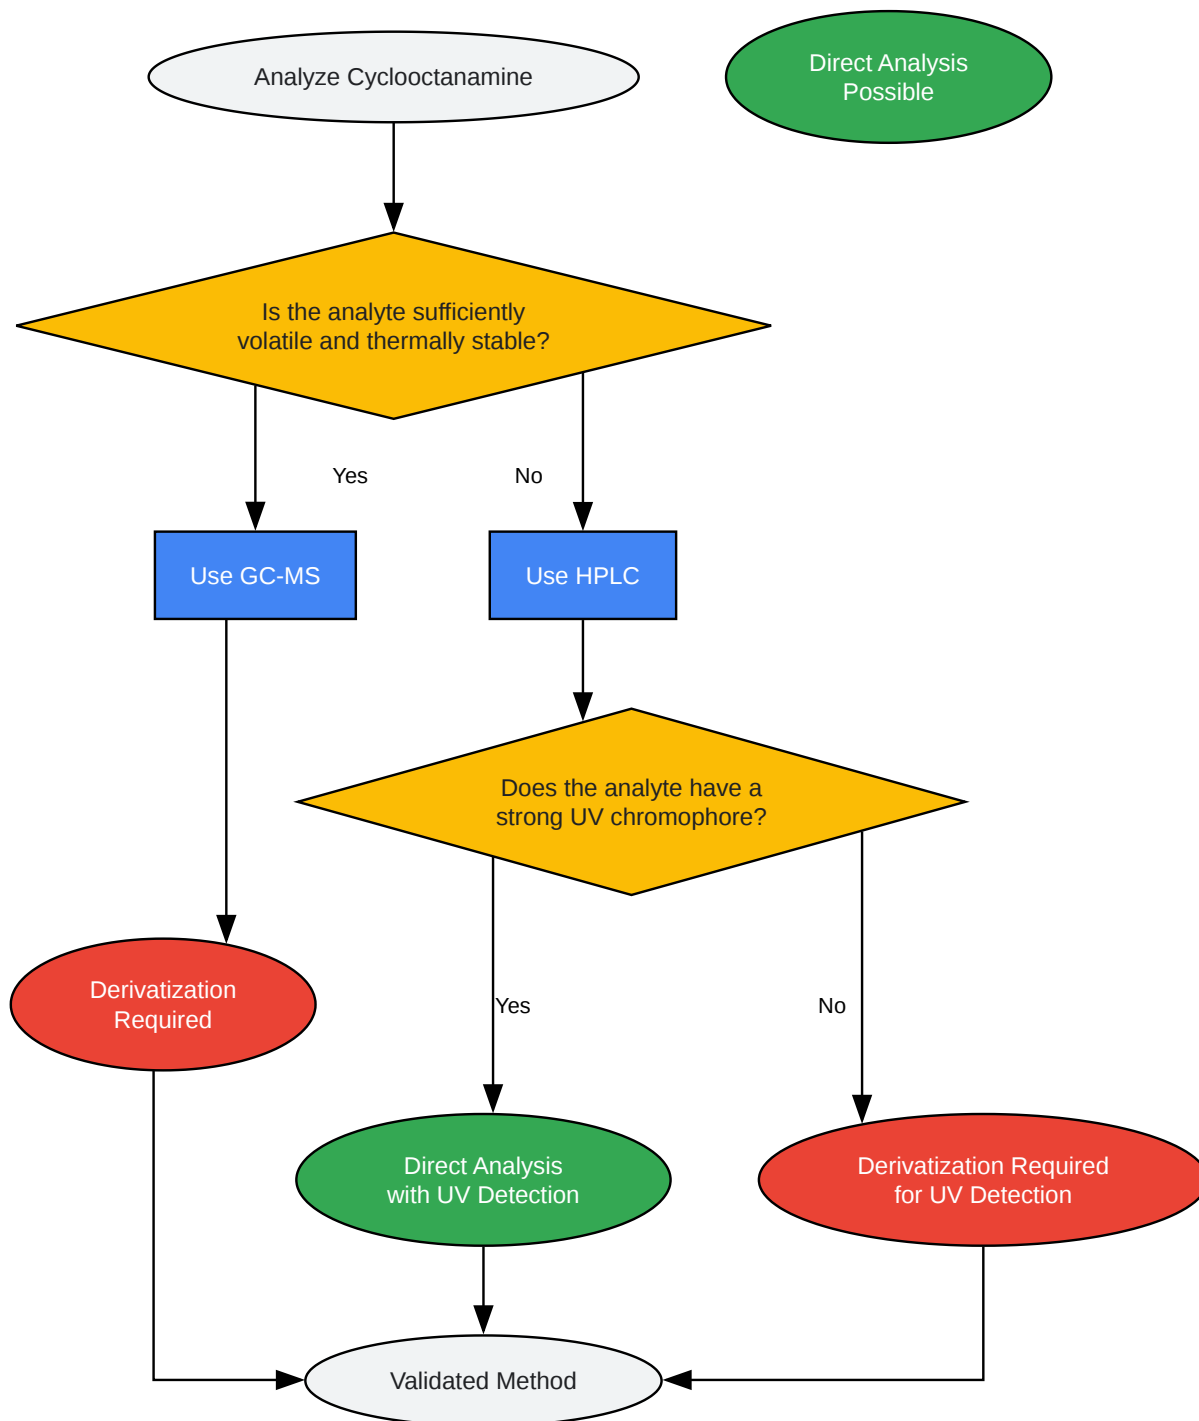 Analyze Cyclooctanamine
Direct Analysis
Possible
Is the analyte sufficiently
volatile and thermally stable?
Yes
No
Use GC-MS
Use HPLC
Does the analyte have a
strong UV chromophore?
Derivatization
Required
Yes
No
Direct Analysis
with UV Detection
Derivatization Required
for UV Detection
Validated Method